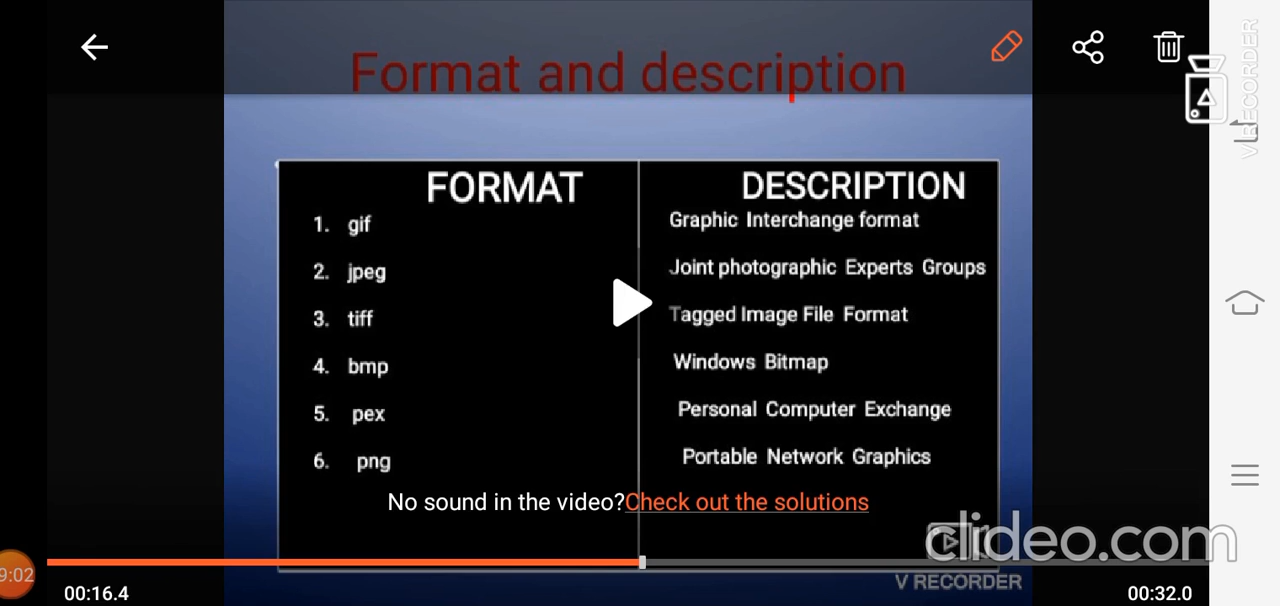 Format and description
FORMAT
DESCRIPTION
1. gif
Graphic Interchange format
2. jpeg
Joint photographic Experts Groups
3. tiff
Tagged Image File Format
4. bmp
Windows Bitmap
5. pex
Personal Computer Exchange
6. png
Portable Network Graphics
No sound in the video?Check out the solutions
clideo.com
V RECORDER
9:02
00:16.4
00:32.0
V RECORDER